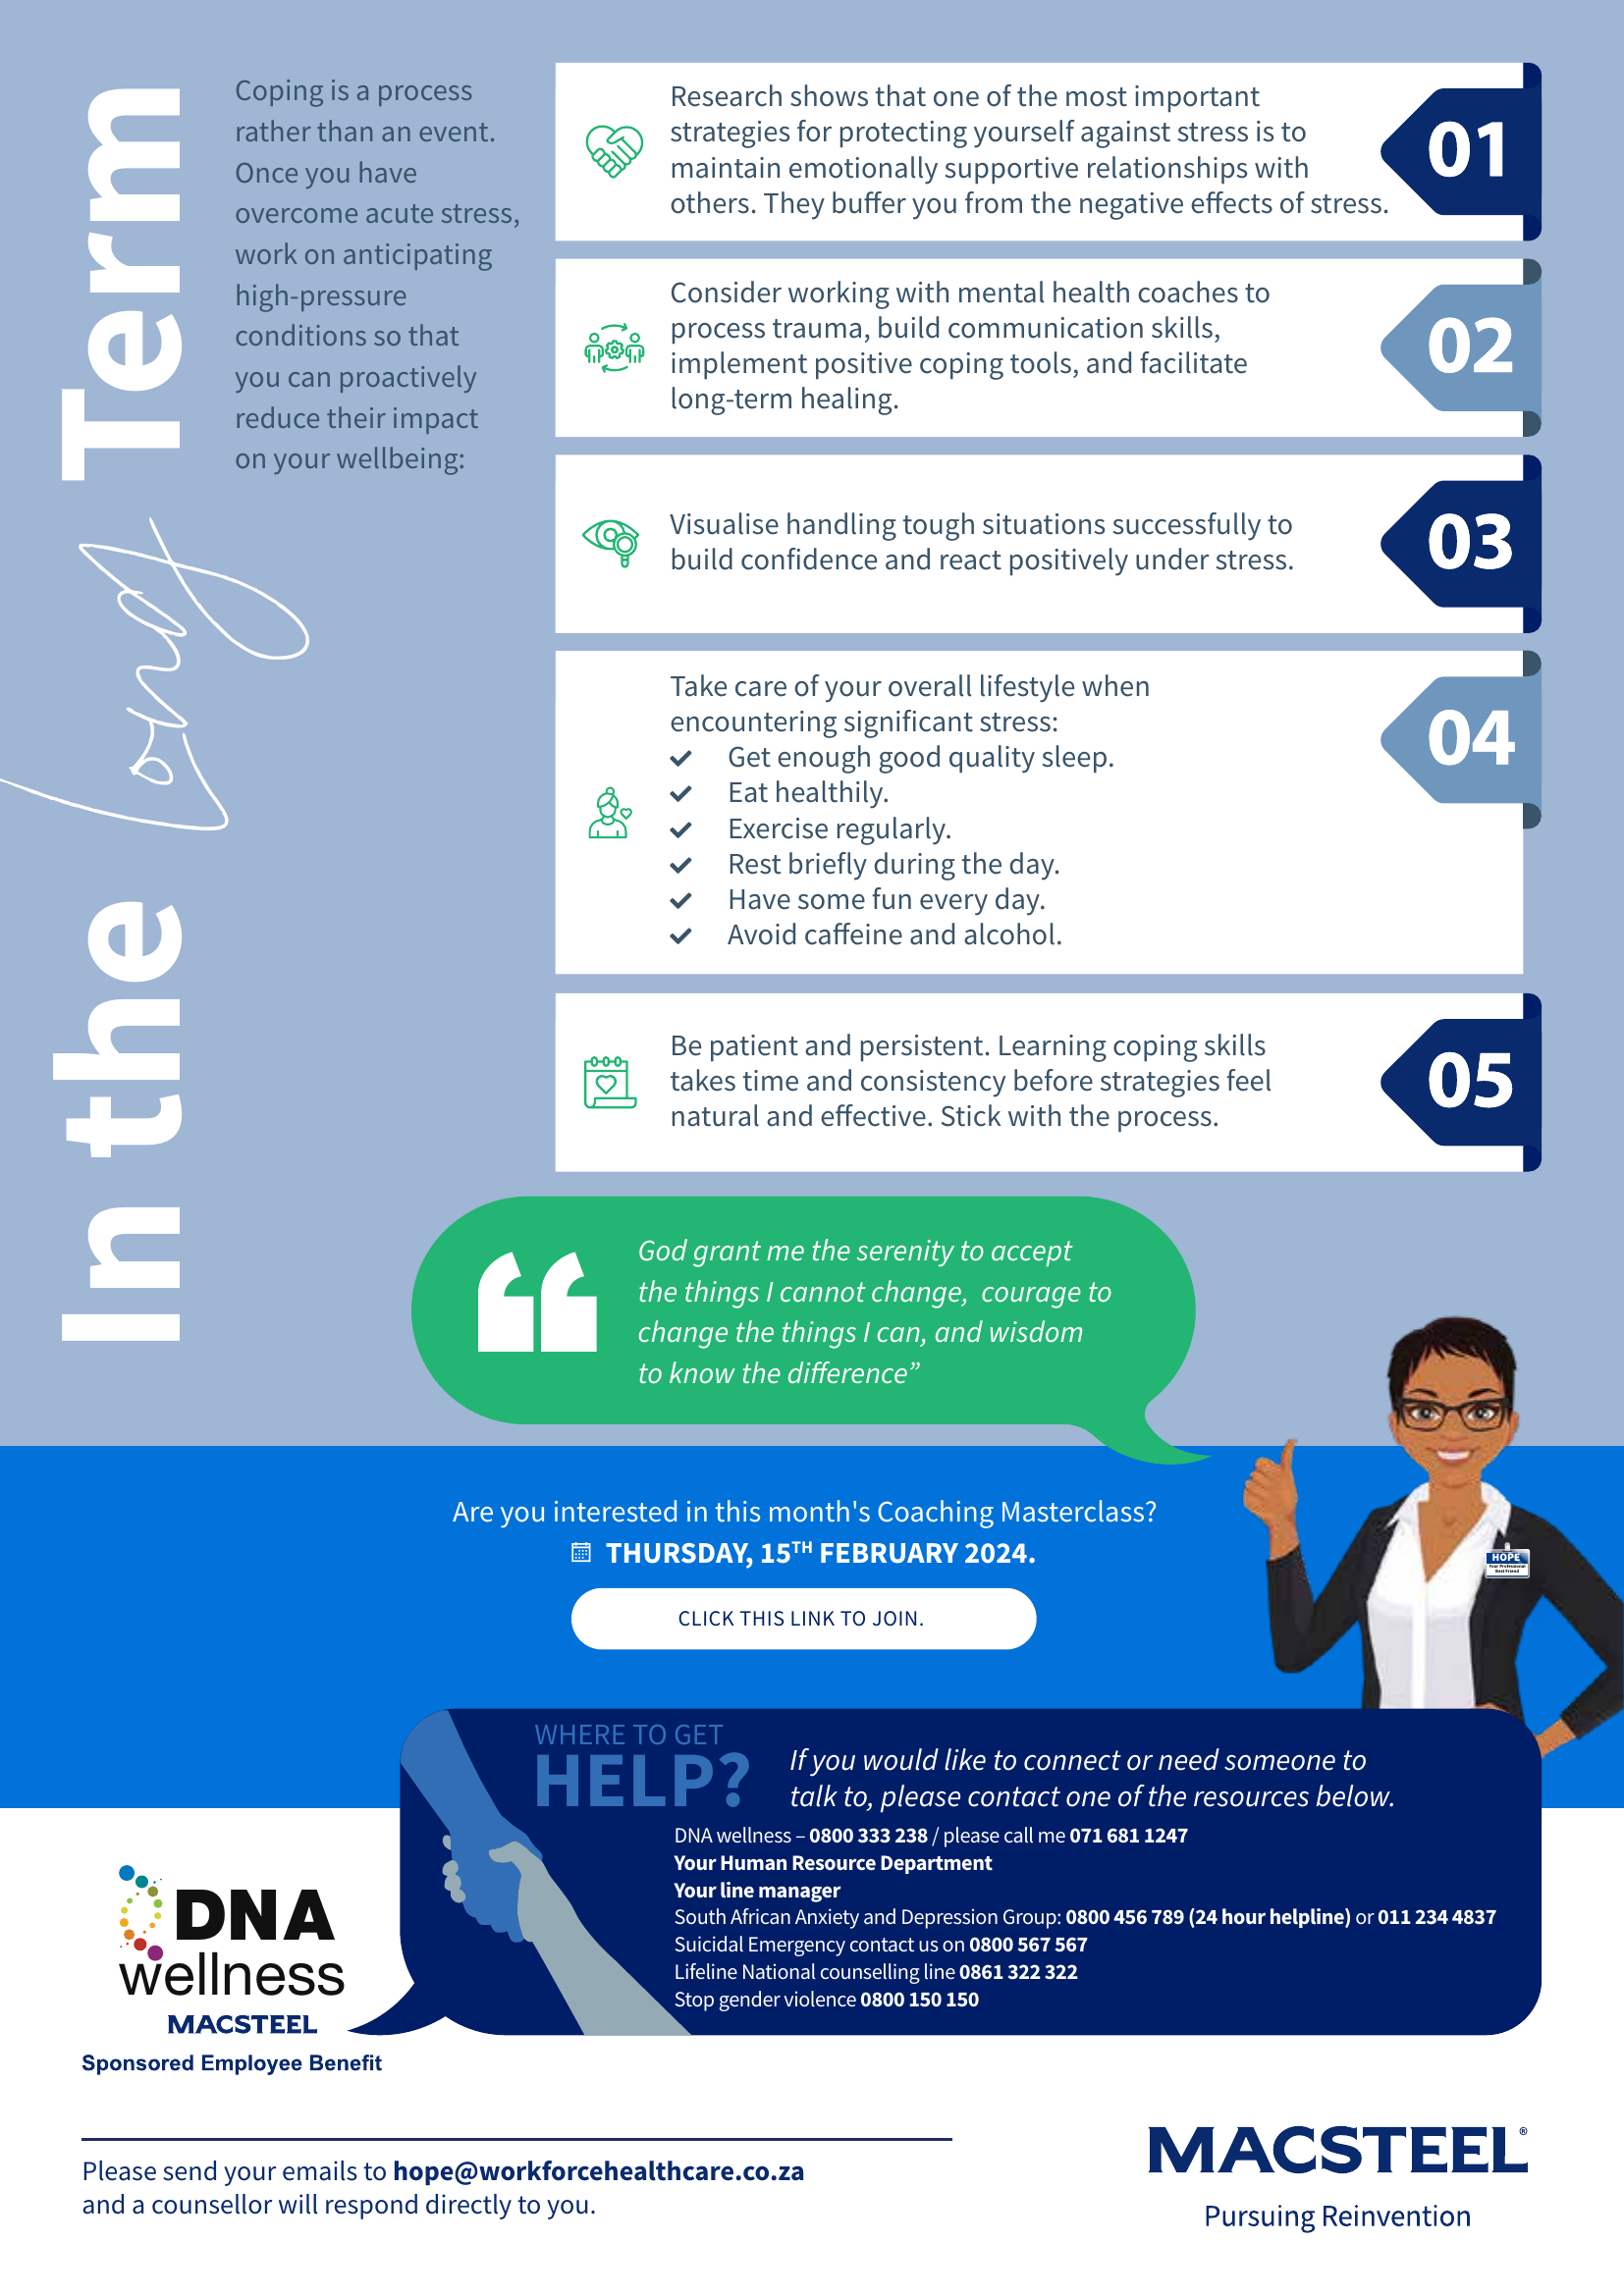 In the Long Term
Coping is a process
rather than an event.
Once you have
overcome acute stress,
work on anticipating
high-pressure
conditions so that
you can proactively
reduce their impact
on your wellbeing:
Research shows that one of the most important
strategies for protecting yourself against stress is to
maintain emotionally supportive relationships with
others. They buffer you from the negative effects of stress.
01
Consider working with mental health coaches to
process trauma, build communication skills,
implement positive coping tools, and facilitate
long-term healing.
02
Visualise handling tough situations successfully to
build confidence and react positively under stress.
03
Take care of your overall lifestyle when
encountering significant stress:
✔ Get enough good quality sleep.
✔ Eat healthily.
✔ Exercise regularly.
✔ Rest briefly during the day.
✔ Have some fun every day.
✔ Avoid caffeine and alcohol.
04
Be patient and persistent. Learning coping skills
takes time and consistency before strategies feel
natural and effective. Stick with the process.
05
“ God grant me the serenity to accept
the things I cannot change, courage to
change the things I can, and wisdom
to know the difference”
Are you interested in this month's Coaching Masterclass?
THURSDAY, 15TH FEBRUARY 2024.
CLICK THIS LINK TO JOIN.
HOPE
Your Professional
Best Friend
WHERE TO GET
HELP?
If you would like to connect or need someone to
talk to, please contact one of the resources below.
DNA wellness – 0800 333 238 / please call me 071 681 1247
Your Human Resource Department
Your line manager
South African Anxiety and Depression Group: 0800 456 789 (24 hour helpline) or 011 234 4837
Suicidal Emergency contact us on 0800 567 567
Lifeline National counselling line 0861 322 322
Stop gender violence 0800 150 150
DNA
wellness
MACSTEEL
Sponsored Employee Benefit
Please send your emails to hope@workforcehealthcare.co.za
and a counsellor will respond directly to you.
MACSTEEL®
Pursuing Reinvention